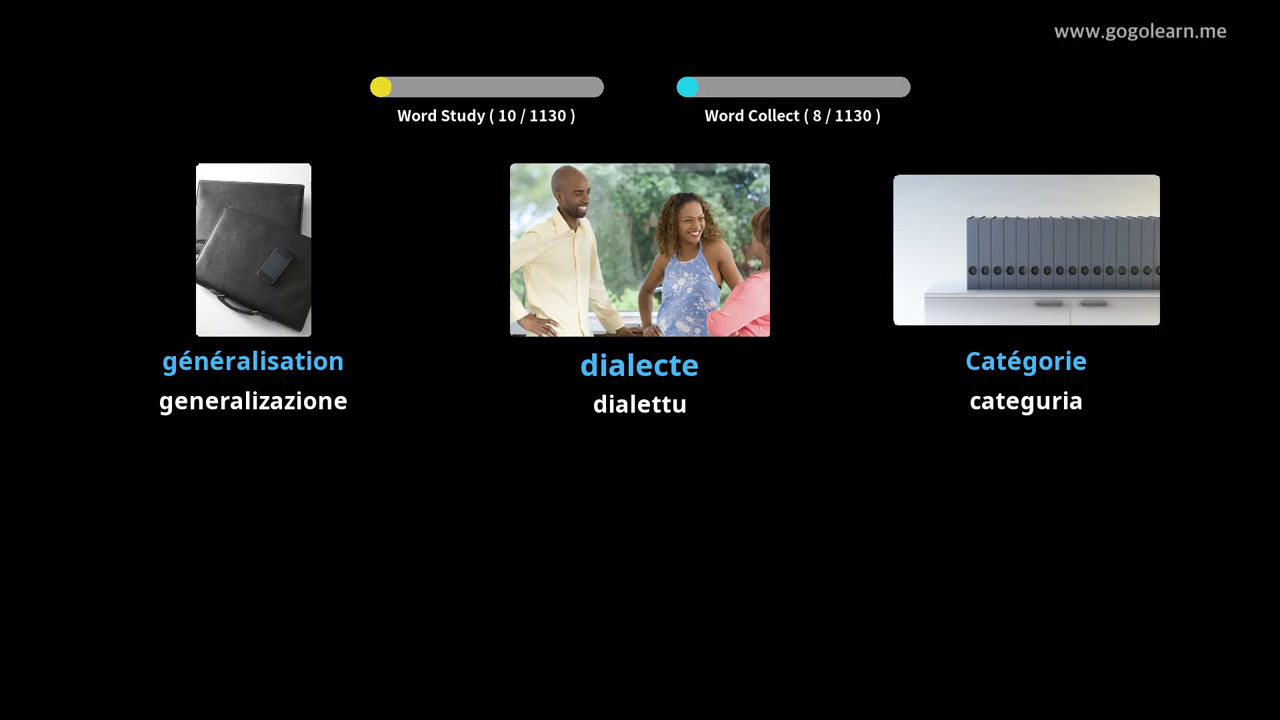 www.gogolearn.me
Word Study ( 10 / 1130 )
Word Collect ( 8 / 1130 )
généralisation
generalizazione
dialecte
dialettu
Catégorie
categuria